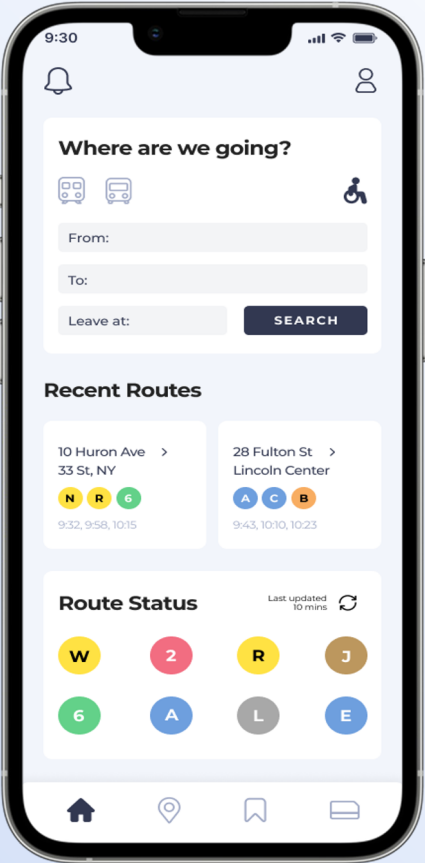 9:30
Where are we going?
From:
To:
Leave at:
SEARCH
Recent Routes
10 Huron Ave >
33 St, NY
N R 6
9:32, 9:58, 10:15
28 Fulton St >
Lincoln Center
A C B
9:43, 10:10, 10:23
Route Status
Last updated
10 mins
W 2 R J
6 A L E